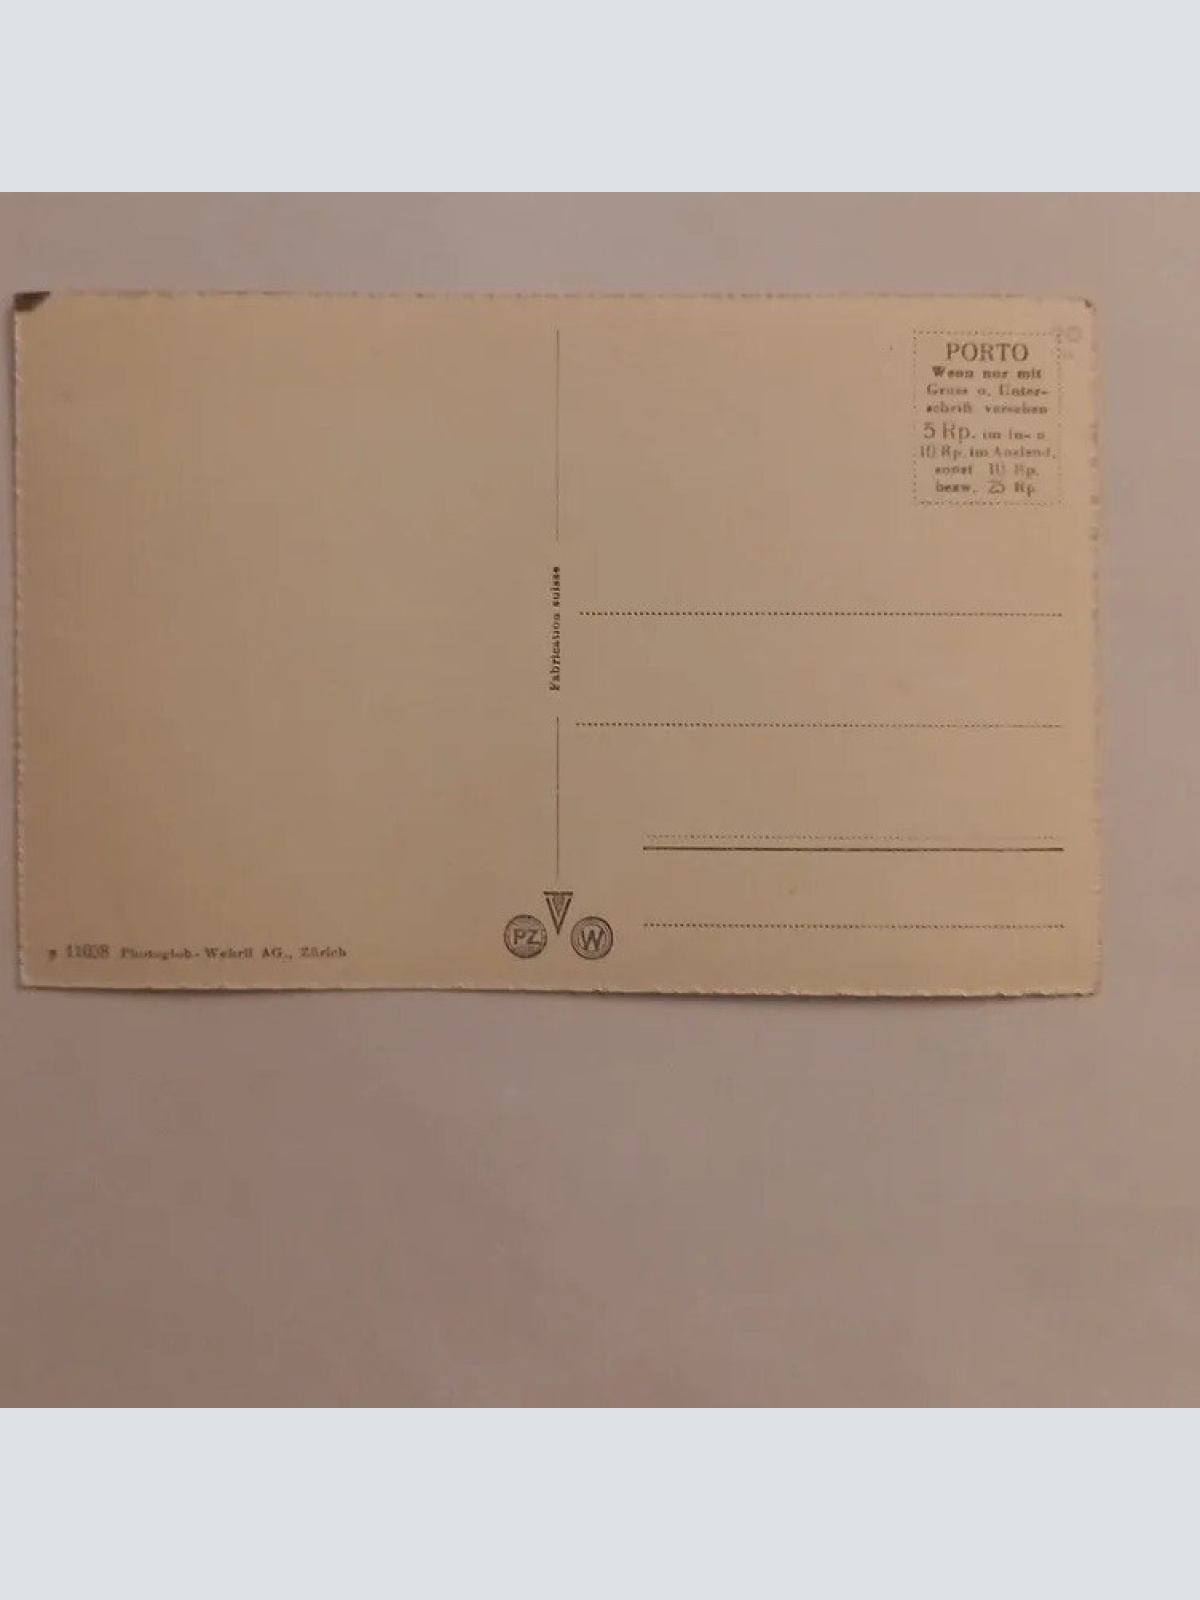 PORTO
Wenn nur mit
Gruss u. Unter-
schrift versehen
5 Rp. im In- u.
10 Rp. im Ausland,
sonst 10 Rp.
bezw. 25 Rp.
Fabrication suisse
PZ V W
11038 Photoglob-Wehrli AG., Zürich